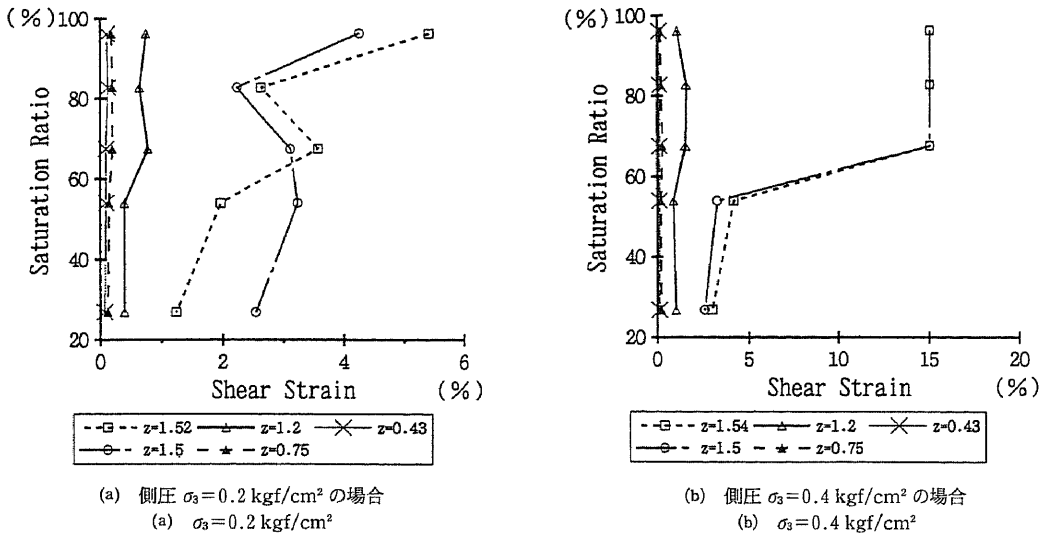 (%)
100
80
60
40
20
Saturation Ratio
0
2
4
6
Shear Strain
(%)
z=1.52
z=1.2
z=0.43
z=1.5
z=0.75
(a) 側圧 σ₃=0.2 kgf/cm² の場合
(a) σ₃=0.2 kgf/cm²
(%)
100
80
60
40
20
Saturation Ratio
0
5
10
15
20
Shear Strain
(%)
z=1.54
z=1.2
z=0.43
z=1.5
z=0.75
(b) 側圧 σ₃=0.4 kgf/cm² の場合
(b) σ₃=0.4 kgf/cm²